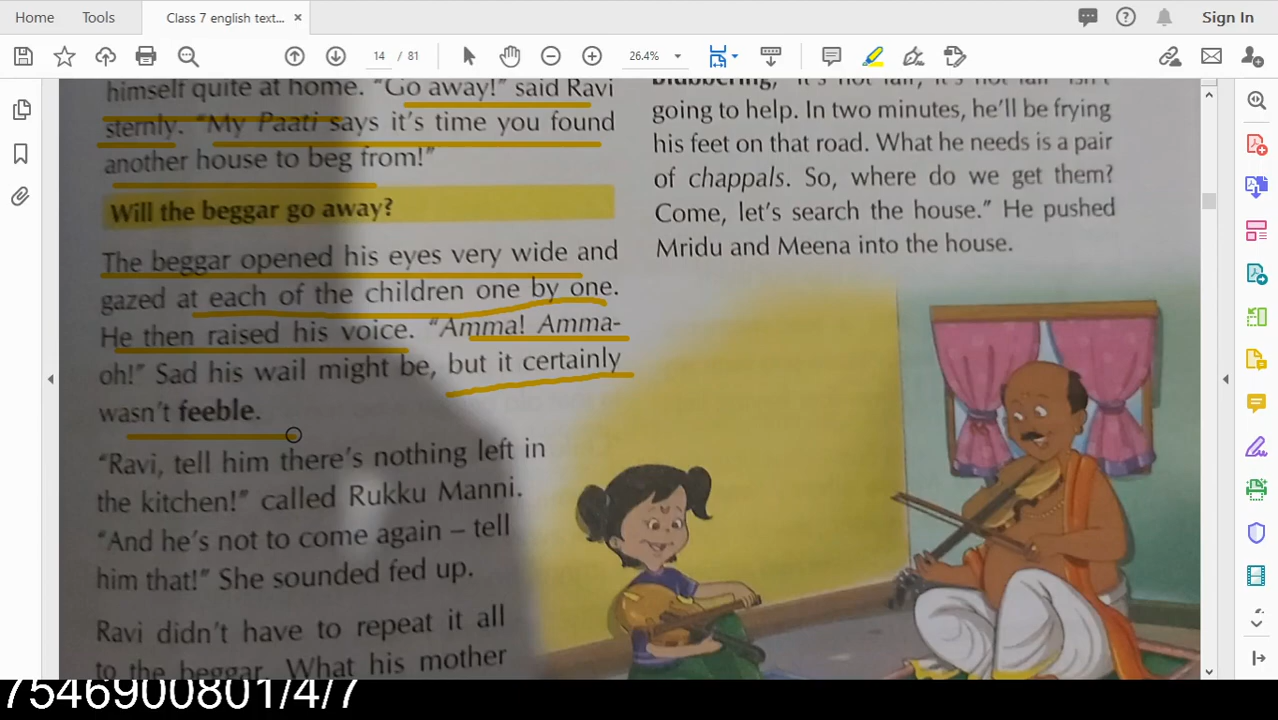 Home Tools Class 7 english text... × Sign In
14 / 81 26.4%
himself quite at home. "Go away!" said Ravi
sternly. "My Paati says it's time you found
another house to beg from!"
Will the beggar go away?
The beggar opened his eyes very wide and
gazed at each of the children one by one.
He then raised his voice. "Amma! Amma-
oh!" Sad his wail might be, but it certainly
wasn't feeble.
"Ravi, tell him there's nothing left in
the kitchen!" called Rukku Manni.
"And he's not to come again – tell
him that!" She sounded fed up.
Ravi didn't have to repeat it all
to the beggar. What his mother
blubbering, "it's not fair, it's not fair" isn't
going to help. In two minutes, he'll be frying
his feet on that road. What he needs is a pair
of chappals. So, where do we get them?
Come, let's search the house." He pushed
Mridu and Meena into the house.
7546900801/4/7